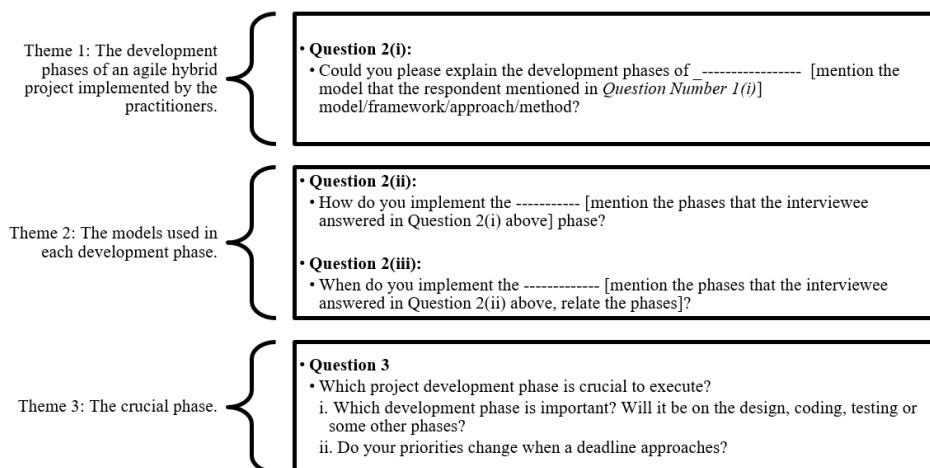 Theme 1: The development
phases of an agile hybrid
project implemented by the
practitioners.
• Question 2(i):
• Could you please explain the development phases of _----------------- [mention the
model that the respondent mentioned in Question Number 1(i)]
model/framework/approach/method?
Theme 2: The models used in
each development phase.
• Question 2(ii):
• How do you implement the ----------- [mention the phases that the interviewee
answered in Question 2(i) above] phase?
• Question 2(iii):
• When do you implement the ------------- [mention the phases that the interviewee
answered in Question 2(ii) above, relate the phases]?
Theme 3: The crucial phase.
• Question 3
• Which project development phase is crucial to execute?
i. Which development phase is important? Will it be on the design, coding, testing or
some other phases?
ii. Do your priorities change when a deadline approaches?